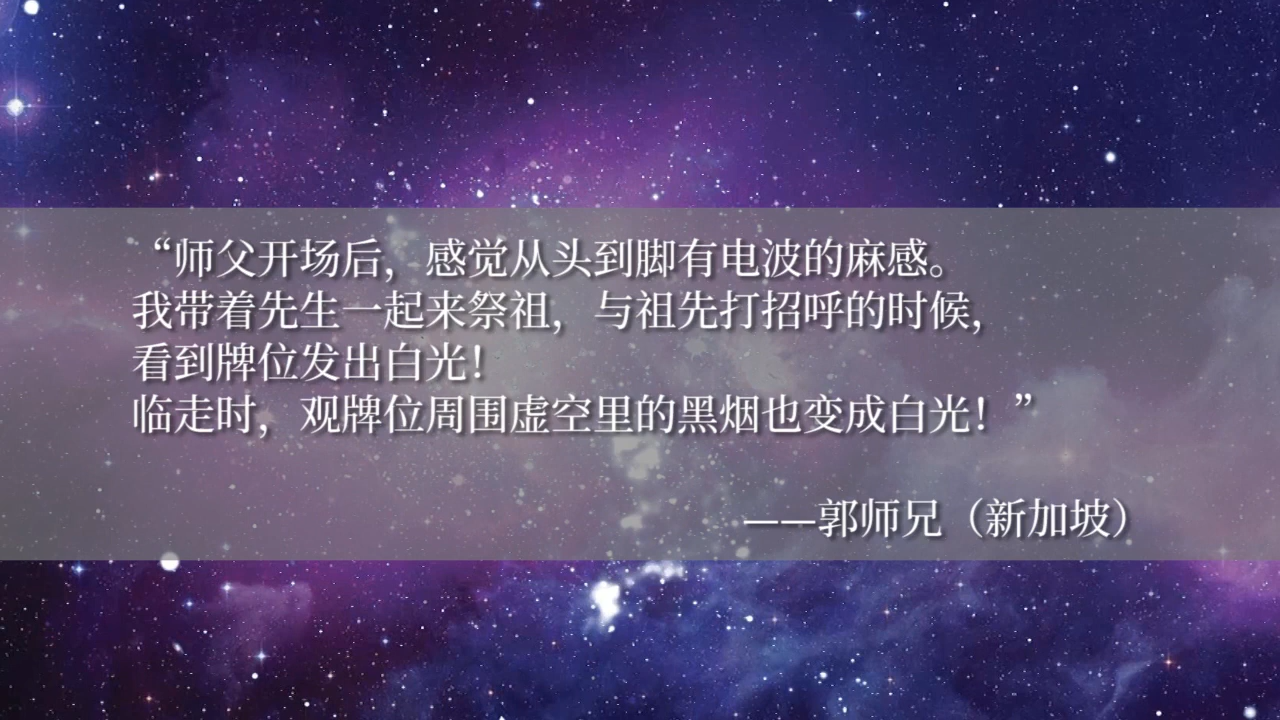 “师父开场后，感觉从头到脚有电波的麻感。
我带着先生一起来祭祖，与祖先打招呼的时候，
看到牌位发出白光！
临走时，观牌位周围虚空里的黑烟也变成白光！”
——郭师兄（新加坡）